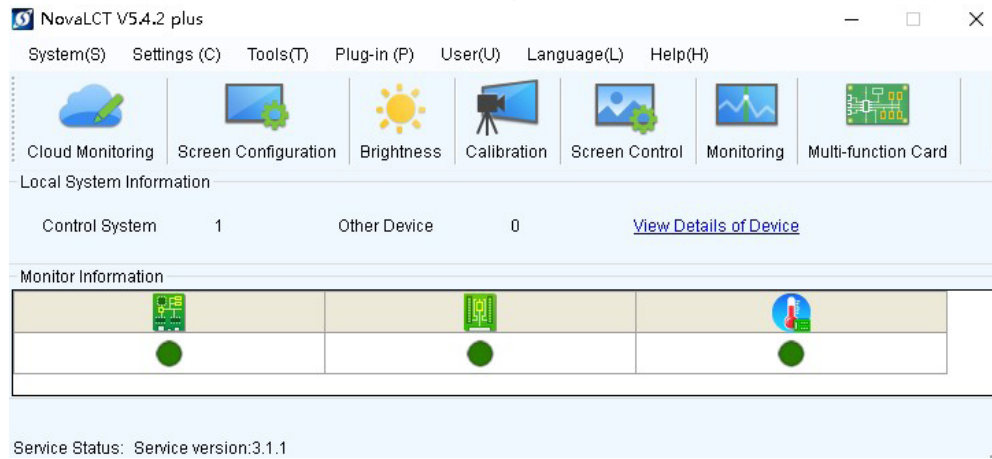 NovaLCT V5.4.2 plus
System(S) Settings (C) Tools(T) Plug-in (P) User(U) Language(L) Help(H)
Cloud Monitoring Screen Configuration Brightness Calibration Screen Control Monitoring Multi-function Card
Local System Information
Control System 1 Other Device 0 View Details of Device
Monitor Information
Service Status: Service version:3.1.1